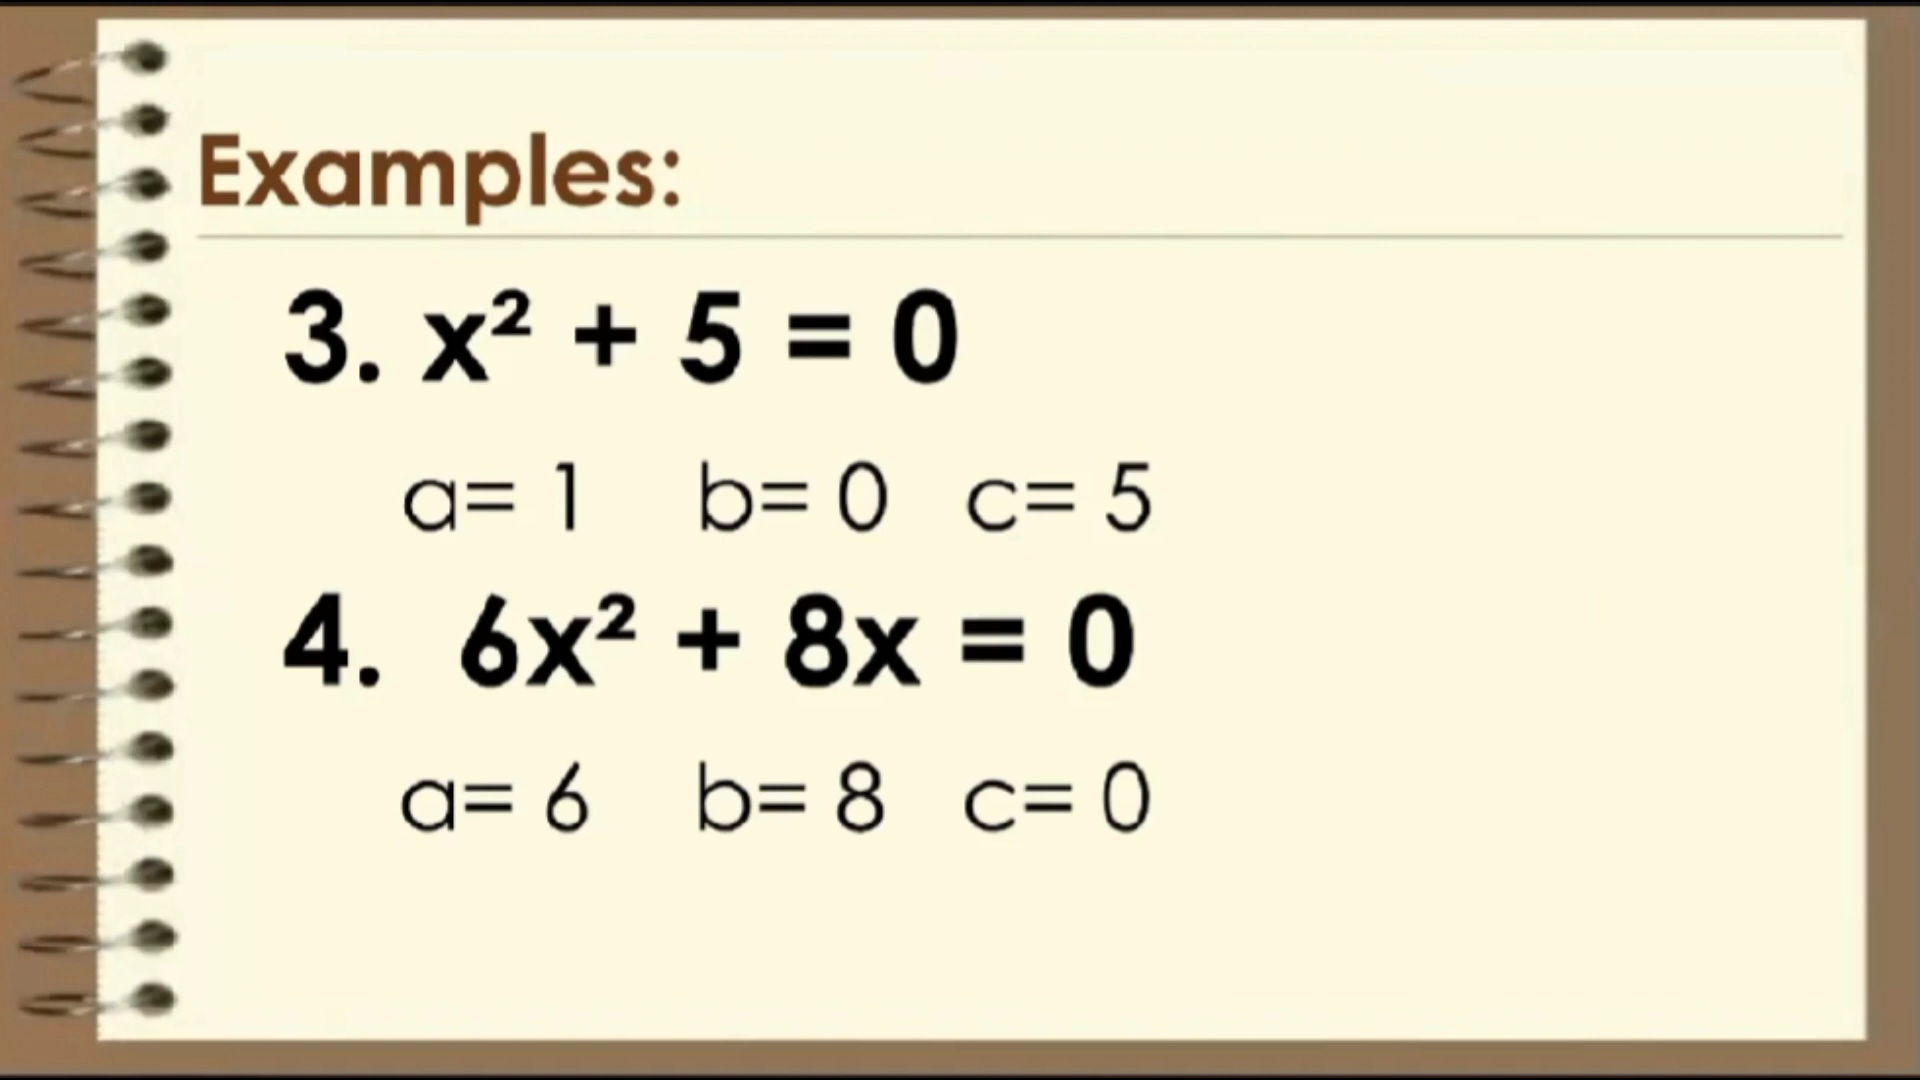 Examples:
3. x² + 5 = 0
a= 1 b= 0 c= 5
4. 6x² + 8x = 0
a= 6 b= 8 c= 0